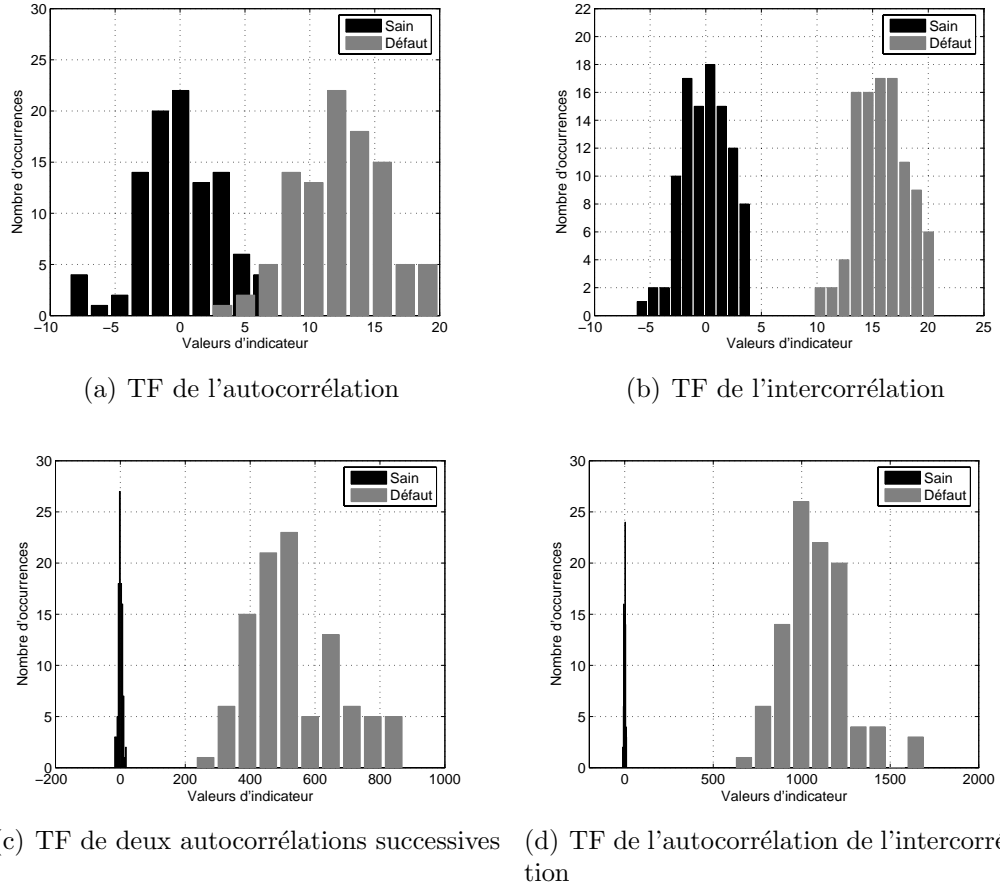 30
25
20
15
10
5
0
Nombre d'occurrences
Sain
Défaut
−10
−5
0
5
10
15
20
Valeurs d'indicateur
(a) TF de l'autocorrélation
22
20
18
16
14
12
10
8
6
4
2
0
Nombre d'occurrences
Sain
Défaut
−10
−5
0
5
10
15
20
25
Valeurs d'indicateur
(b) TF de l'intercorrélation
30
25
20
15
10
5
0
Nombre d'occurrences
Sain
Défaut
−200
0
200
400
600
800
1000
Valeurs d'indicateur
c) TF de deux autocorrélations successives
30
25
20
15
10
5
0
Nombre d'occurrences
Sain
Défaut
0
500
1000
1500
2000
Valeurs d'indicateur
(d) TF de l'autocorrélation de l'intercorré
tion